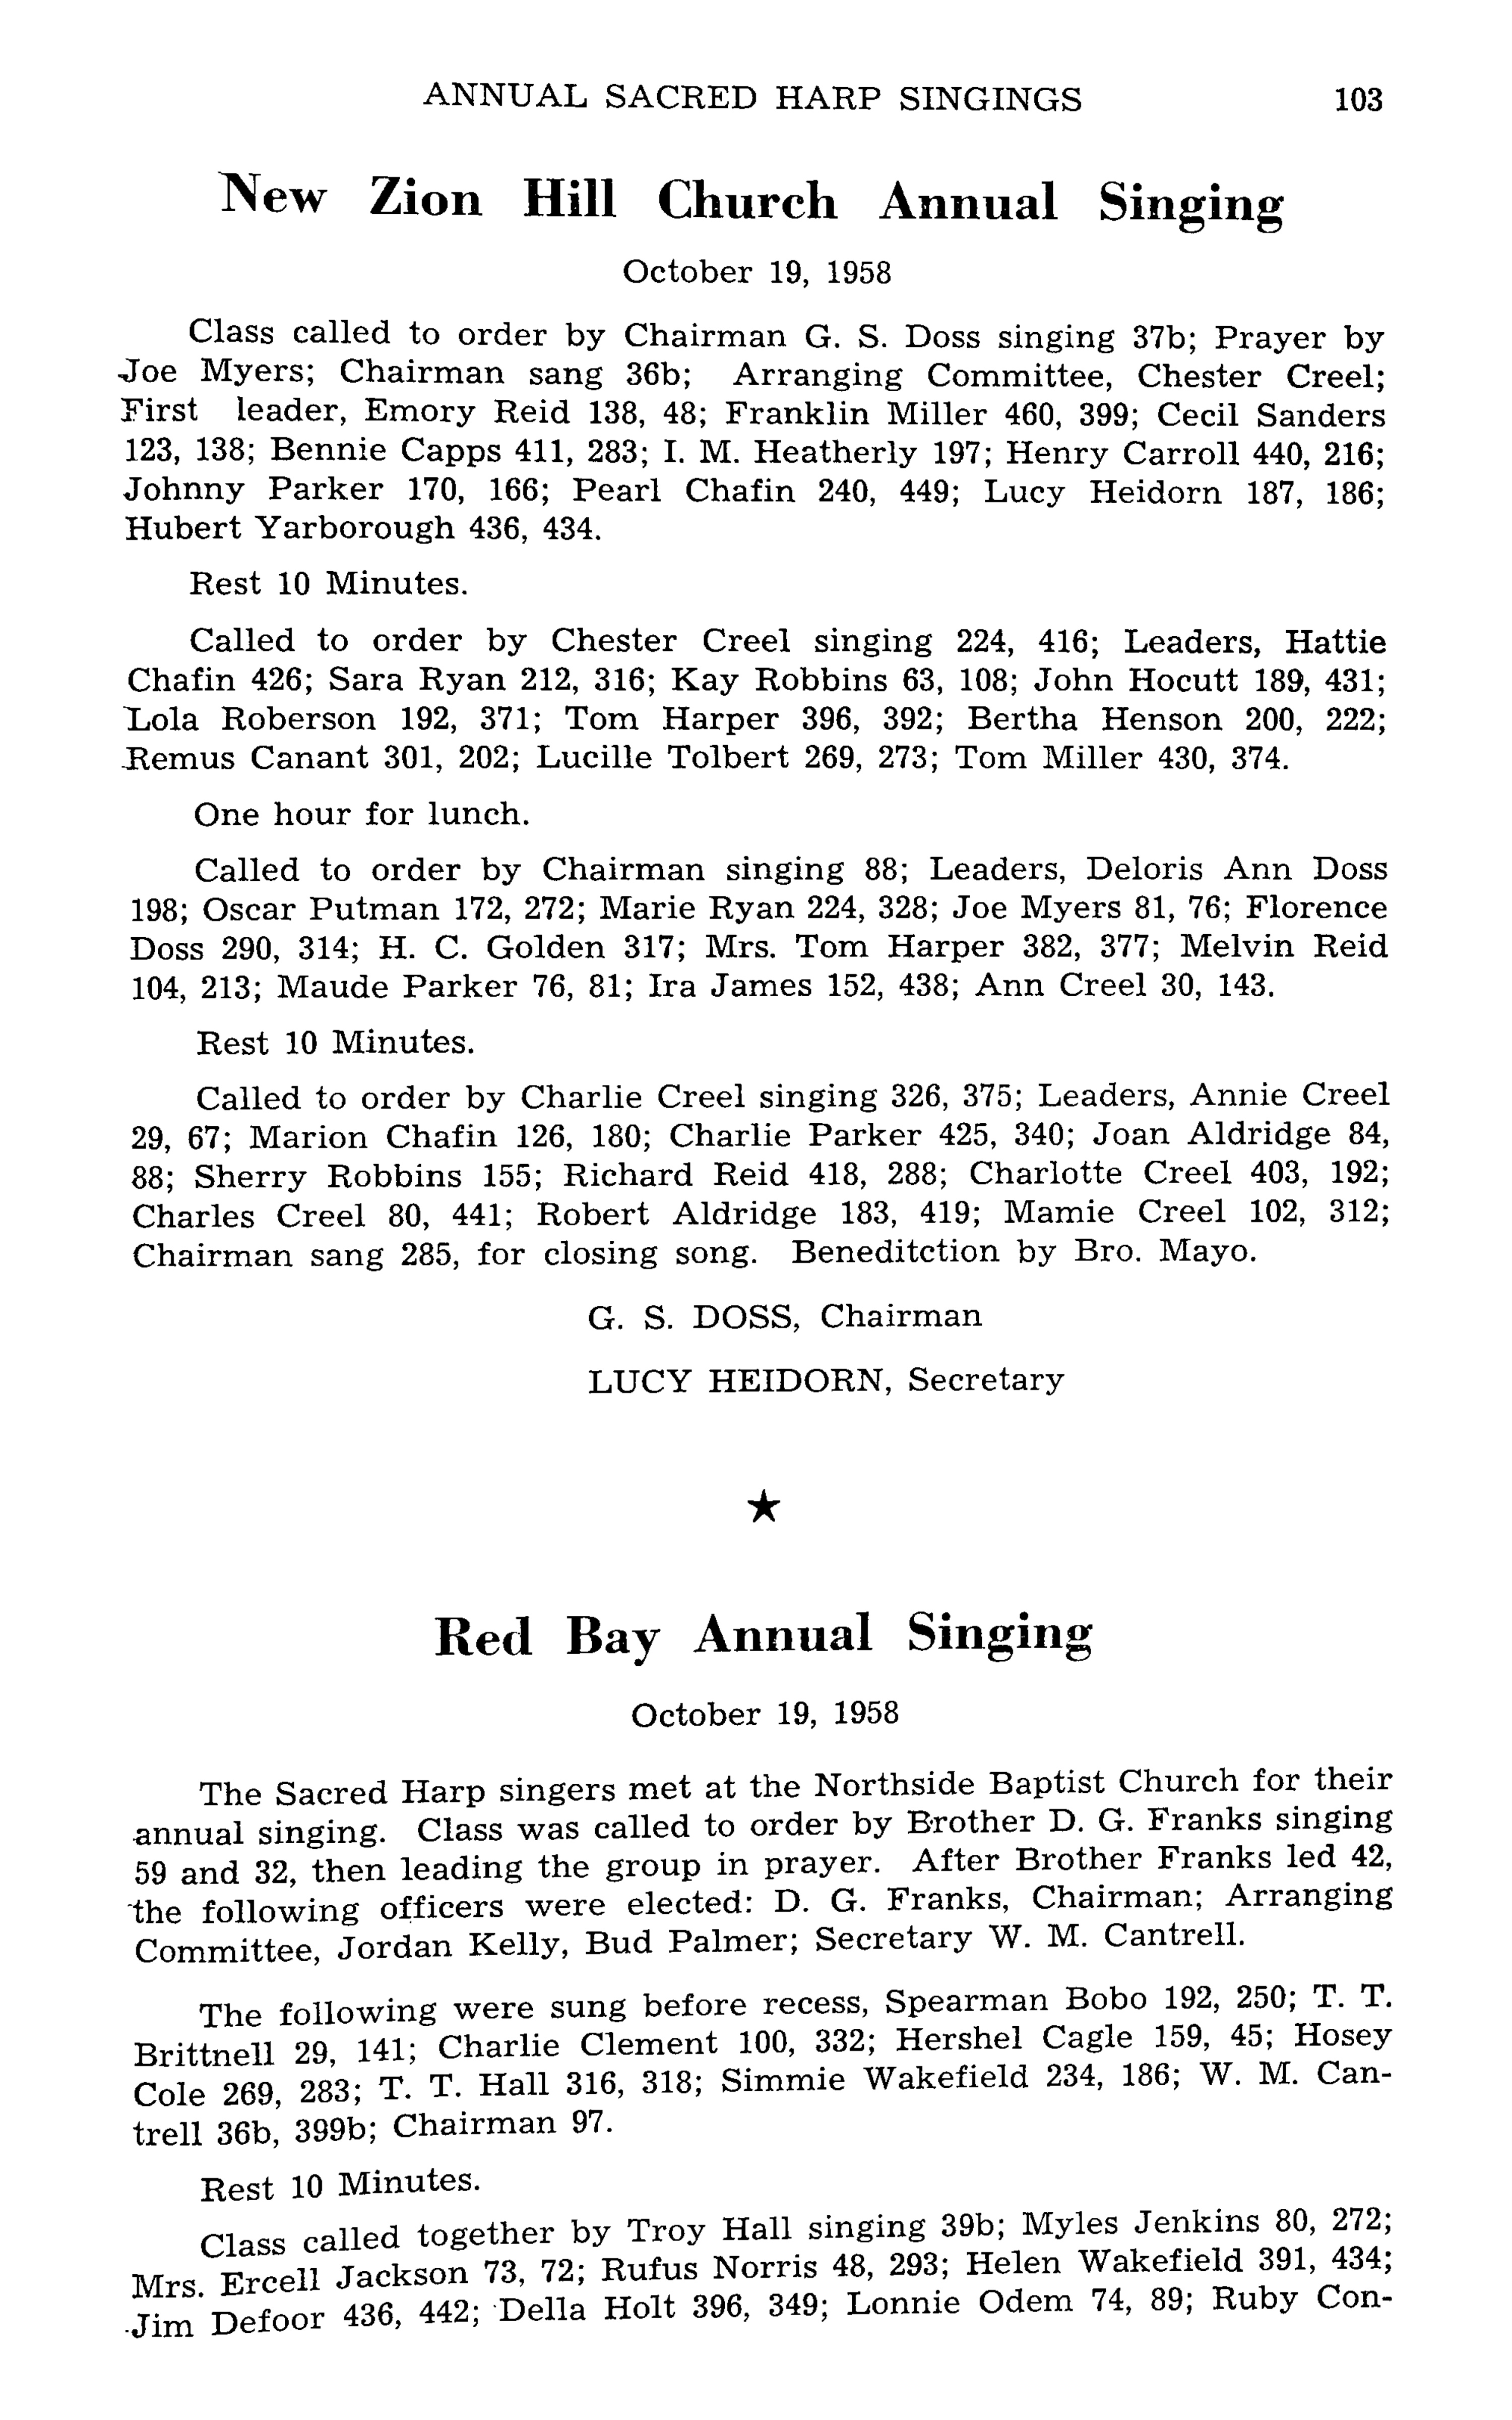 ANNUAL SACRED HARP SINGINGS 103
New Zion Hill Church Annual Singing
October 19, 1958
Class called to order by Chairman G. S. Doss singing 37b; Prayer by
Joe Myers; Chairman sang 36b; Arranging Committee, Chester Creel;
First leader, Emory Reid 138, 48; Franklin Miller 460, 399; Cecil Sanders
123, 138; Bennie Capps 411, 283; I. M. Heatherly 197; Henry Carroll 440, 216;
Johnny Parker 170, 166; Pearl Chafin 240, 449; Lucy Heidorn 187, 186;
Hubert Yarborough 436, 434.
Rest 10 Minutes.
Called to order by Chester Creel singing 224, 416; Leaders, Hattie
Chafin 426; Sara Ryan 212, 316; Kay Robbins 63, 108; John Hocutt 189, 431;
Lola Roberson 192, 371; Tom Harper 396, 392; Bertha Henson 200, 222;
Remus Canant 301, 202; Lucille Tolbert 269, 273; Tom Miller 430, 374.
One hour for lunch.
Called to order by Chairman singing 88; Leaders, Deloris Ann Doss
198; Oscar Putman 172, 272; Marie Ryan 224, 328; Joe Myers 81, 76; Florence
Doss 290, 314; H. C. Golden 317; Mrs. Tom Harper 382, 377; Melvin Reid
104, 213; Maude Parker 76, 81; Ira James 152, 438; Ann Creel 30, 143.
Rest 10 Minutes.
Called to order by Charlie Creel singing 326, 375; Leaders, Annie Creel
29, 67; Marion Chafin 126, 180; Charlie Parker 425, 340; Joan Aldridge 84,
88; Sherry Robbins 155; Richard Reid 418, 288; Charlotte Creel 403, 192;
Charles Creel 80, 441; Robert Aldridge 183, 419; Mamie Creel 102, 312;
Chairman sang 285, for closing song. Beneditction by Bro. Mayo.
G. S. DOSS, Chairman
LUCY HEIDORN, Secretary
★
Red Bay Annual Singing
October 19, 1958
The Sacred Harp singers met at the Northside Baptist Church for their
annual singing. Class was called to order by Brother D. G. Franks singing
59 and 32, then leading the group in prayer. After Brother Franks led 42,
the following officers were elected: D. G. Franks, Chairman; Arranging
Committee, Jordan Kelly, Bud Palmer; Secretary W. M. Cantrell.
The following were sung before recess, Spearman Bobo 192, 250; T. T.
Brittnell 29, 141; Charlie Clement 100, 332; Hershel Cagle 159, 45; Hosey
Cole 269, 283; T. T. Hall 316, 318; Simmie Wakefield 234, 186; W. M. Can-
trell 36b, 399b; Chairman 97.
Rest 10 Minutes.
Class called together by Troy Hall singing 39b; Myles Jenkins 80, 272;
Mrs. Ercell Jackson 73, 72; Rufus Norris 48, 293; Helen Wakefield 391, 434;
Jim Defoor 436, 442; Della Holt 396, 349; Lonnie Odem 74, 89; Ruby Con-